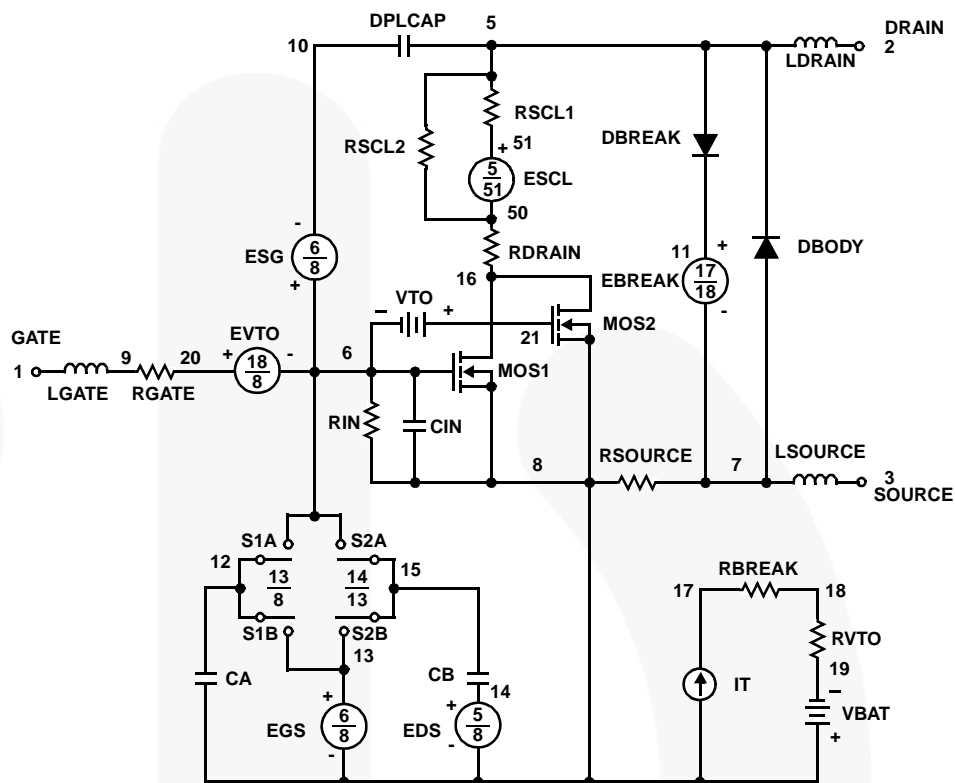 DPLCAP 5 DRAIN
10 2
LDRAIN
RSCL1
RSCL2 + 51 DBREAK
5
51 ESCL
50
- RDRAIN
ESG 6
8 + 16 11 + DBODY
EBREAK 17
18 -
− VTO + 21 MOS2
GATE EVTO
1 9 20 + 18
8 - 6 MOS1
LGATE RGATE
RIN CIN
LSOURCE
8 RSOURCE 7 3
SOURCE
S1A S2A
12 13
8 14
13 15 RBREAK
17 18
S1B S2B RVTO
13 19
CA CB IT −
14 VBAT
+ + +
EGS 6
8 EDS 5
8
- -